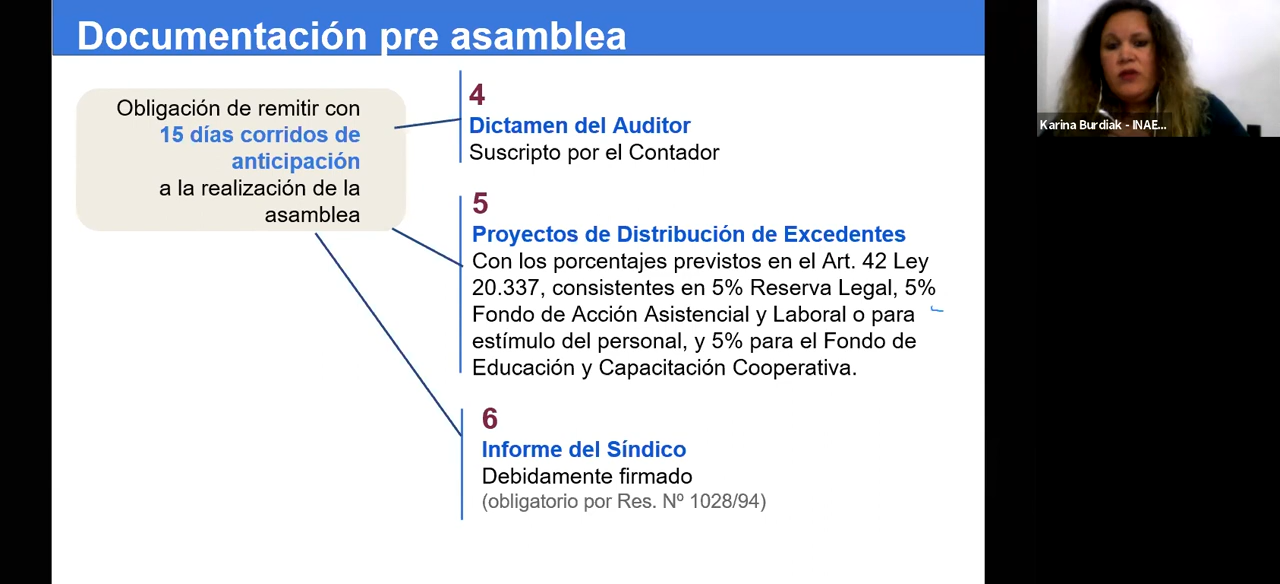 Documentación pre asamblea
Obligación de remitir con
15 días corridos de
anticipación
a la realización de la
asamblea
4
Dictamen del Auditor
Suscripto por el Contador
5
Proyectos de Distribución de Excedentes
Con los porcentajes previstos en el Art. 42 Ley
20.337, consistentes en 5% Reserva Legal, 5%
Fondo de Acción Asistencial y Laboral o para
estímulo del personal, y 5% para el Fondo de
Educación y Capacitación Cooperativa.
6
Informe del Síndico
Debidamente firmado
(obligatorio por Res. Nº 1028/94)
Karina Burdiak - INAE...